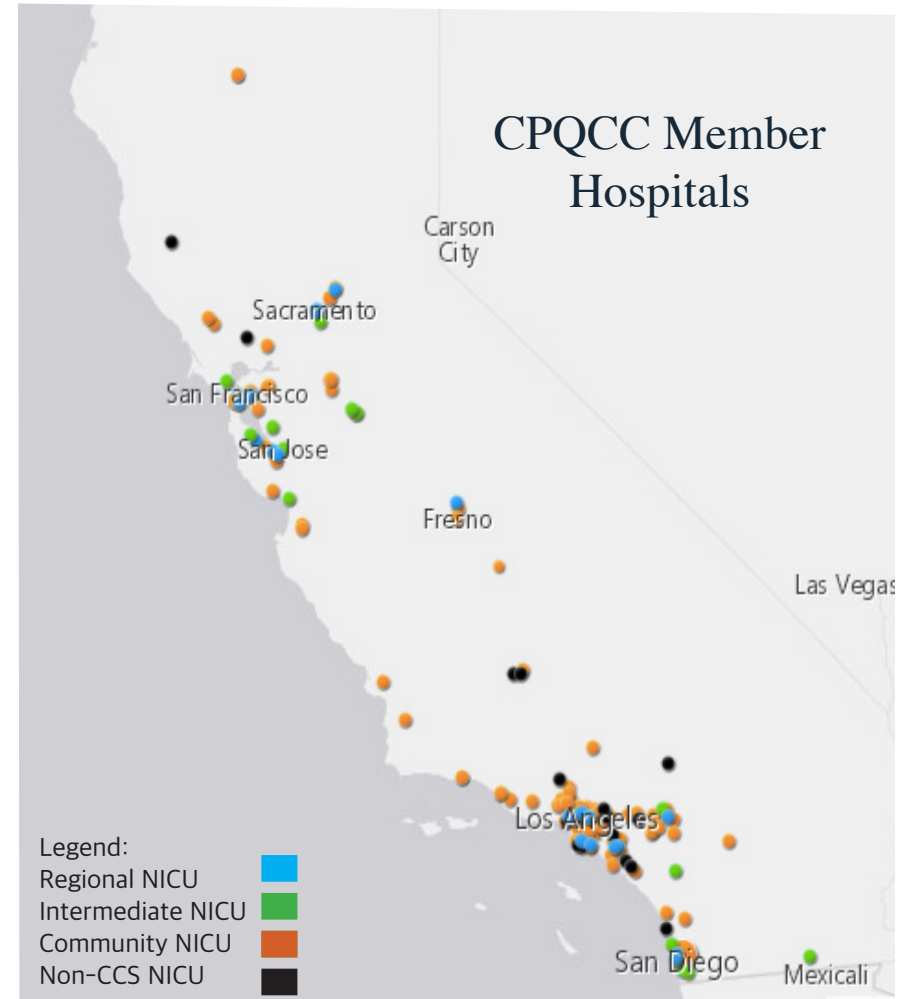 CPQCC Member
Hospitals
Carson
City
Sacramento
San Francisco
San Jose
Fresno
Las Vegas
Los Angeles
San Diego
Mexicali
Legend:
Regional NICU
Intermediate NICU
Community NICU
Non-CCS NICU